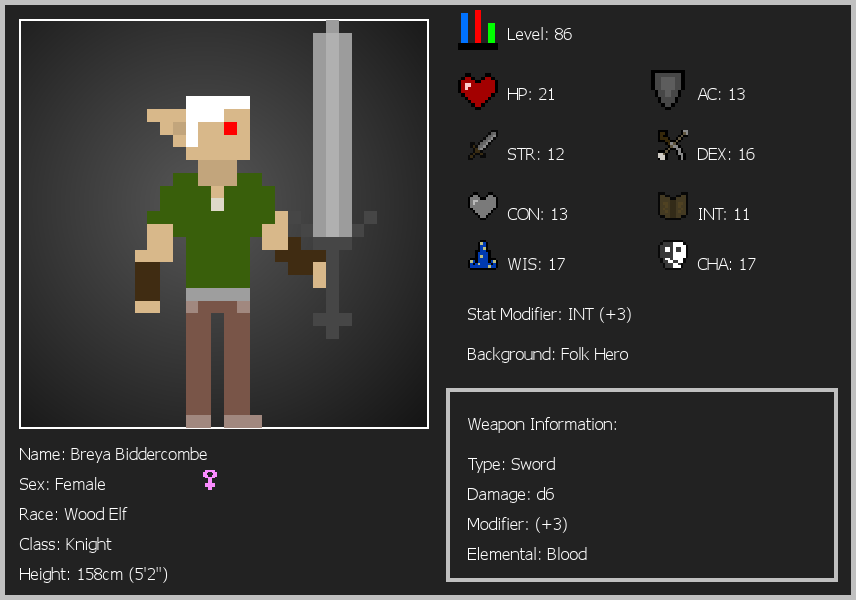 Level: 86
HP: 21
AC: 13
STR: 12
DEX: 16
CON: 13
INT: 11
WIS: 17
CHA: 17
Stat Modifier: INT (+3)
Background: Folk Hero
Weapon Information:
Type: Sword
Damage: d6
Modifier: (+3)
Elemental: Blood
Name: Breya Biddercombe
Sex: Female
Race: Wood Elf
Class: Knight
Height: 158cm (5'2")